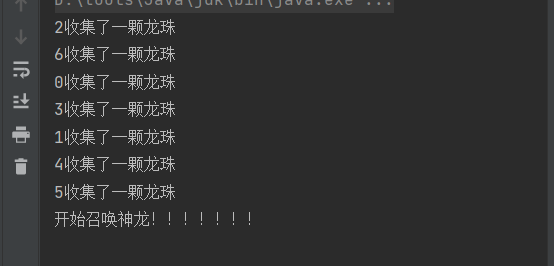 D:\tools\Java\jdk\bin\java.exe ...
2收集了一颗龙珠
6收集了一颗龙珠
0收集了一颗龙珠
3收集了一颗龙珠
1收集了一颗龙珠
4收集了一颗龙珠
5收集了一颗龙珠
开始召唤神龙！！！！！！！